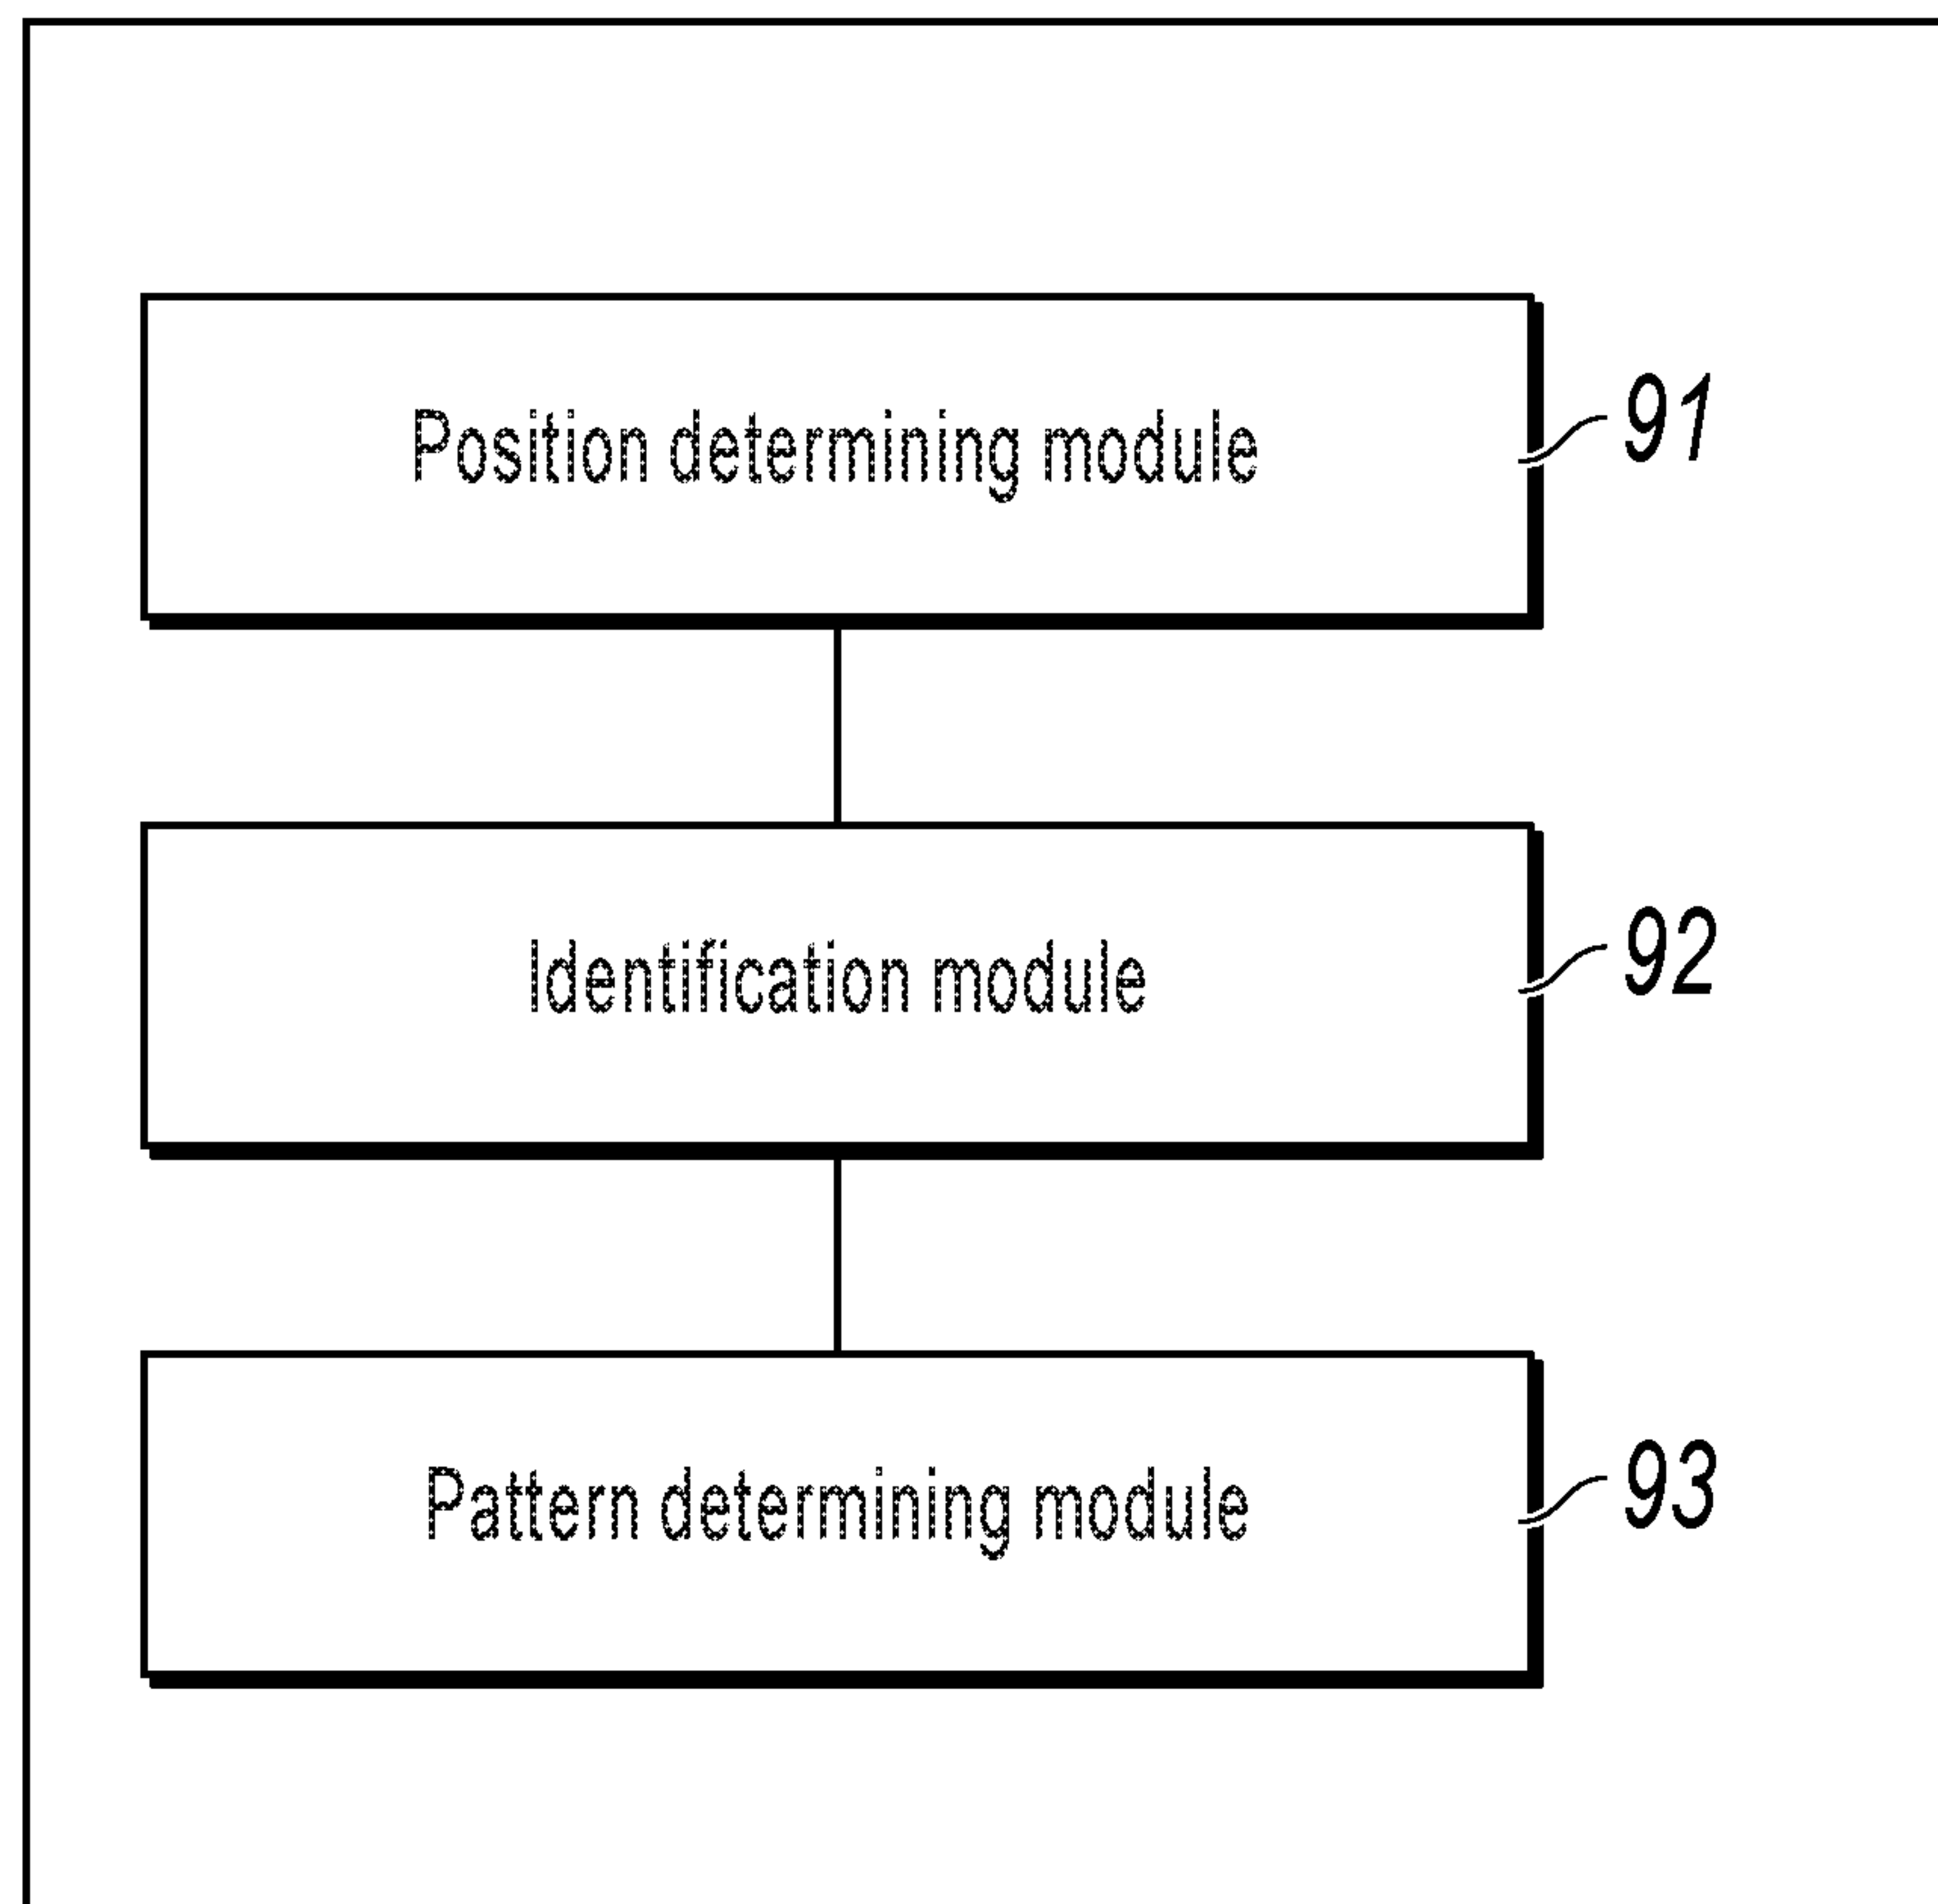 Position determining module 91
Identification module 92
Pattern determining module 93